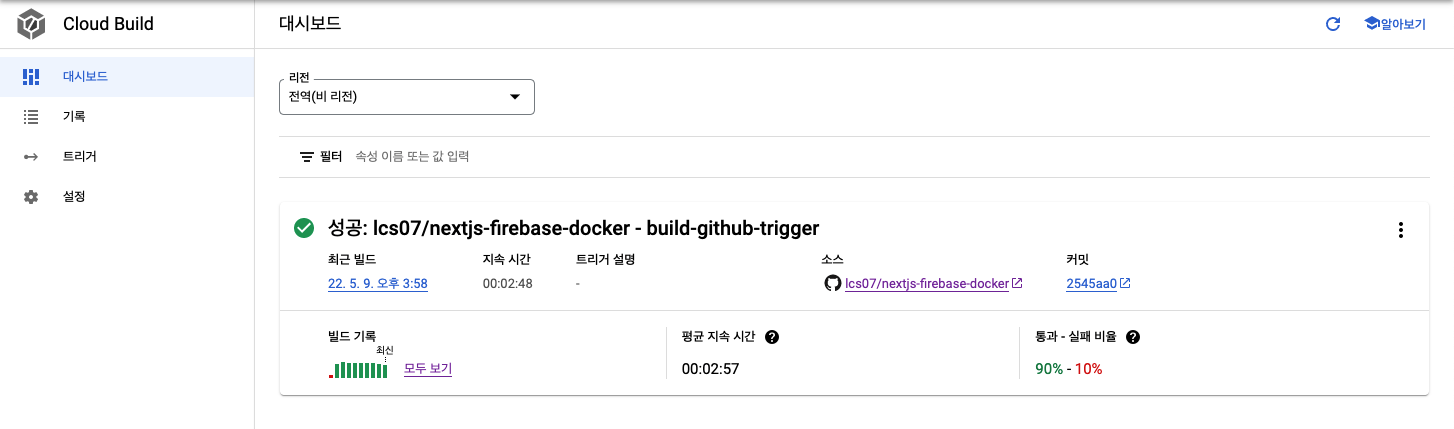 Cloud Build
대시보드
알아보기
대시보드
기록
트리거
설정
리전
전역(비 리전)
필터 속성 이름 또는 값 입력
성공: lcs07/nextjs-firebase-docker - build-github-trigger
최근 빌드 지속 시간 트리거 설명 소스 커밋
22. 5. 9. 오후 3:58 00:02:48 - lcs07/nextjs-firebase-docker 2545aa0
빌드 기록 평균 지속 시간 통과 - 실패 비율
최신
모두 보기 00:02:57 90% - 10%